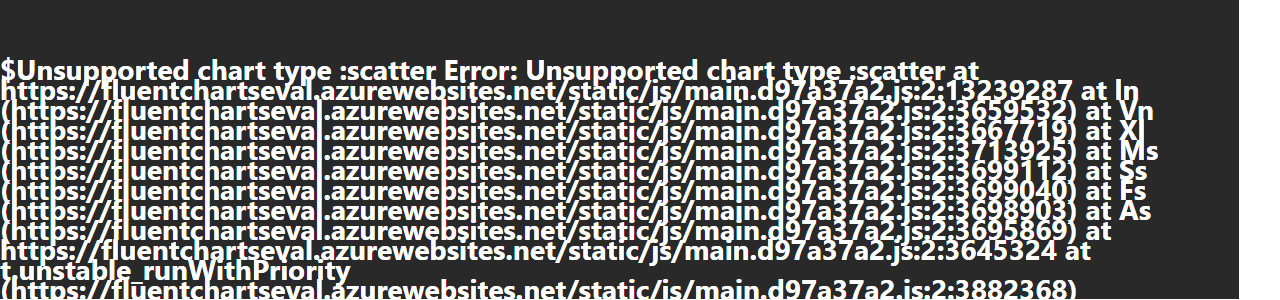 $Unsupported chart type :scatter Error: Unsupported chart type :scatter at
https://fluentchartseval.azurewebsites.net/static/js/main.d97a37a2.js:2:13239287 at ln
(https://fluentchartseval.azurewebsites.net/static/js/main.d97a37a2.js:2:3659532) at Vn
(https://fluentchartseval.azurewebsites.net/static/js/main.d97a37a2.js:2:3667719) at Xl
(https://fluentchartseval.azurewebsites.net/static/js/main.d97a37a2.js:2:3713925) at Ms
(https://fluentchartseval.azurewebsites.net/static/js/main.d97a37a2.js:2:3699112) at Ss
(https://fluentchartseval.azurewebsites.net/static/js/main.d97a37a2.js:2:3699040) at Fs
(https://fluentchartseval.azurewebsites.net/static/js/main.d97a37a2.js:2:3698903) at As
(https://fluentchartseval.azurewebsites.net/static/js/main.d97a37a2.js:2:3695869) at
https://fluentchartseval.azurewebsites.net/static/js/main.d97a37a2.js:2:3645324 at
t.unstable_runWithPriority
(https://fluentchartseval.azurewebsites.net/static/js/main.d97a37a2.js:2:3882368)